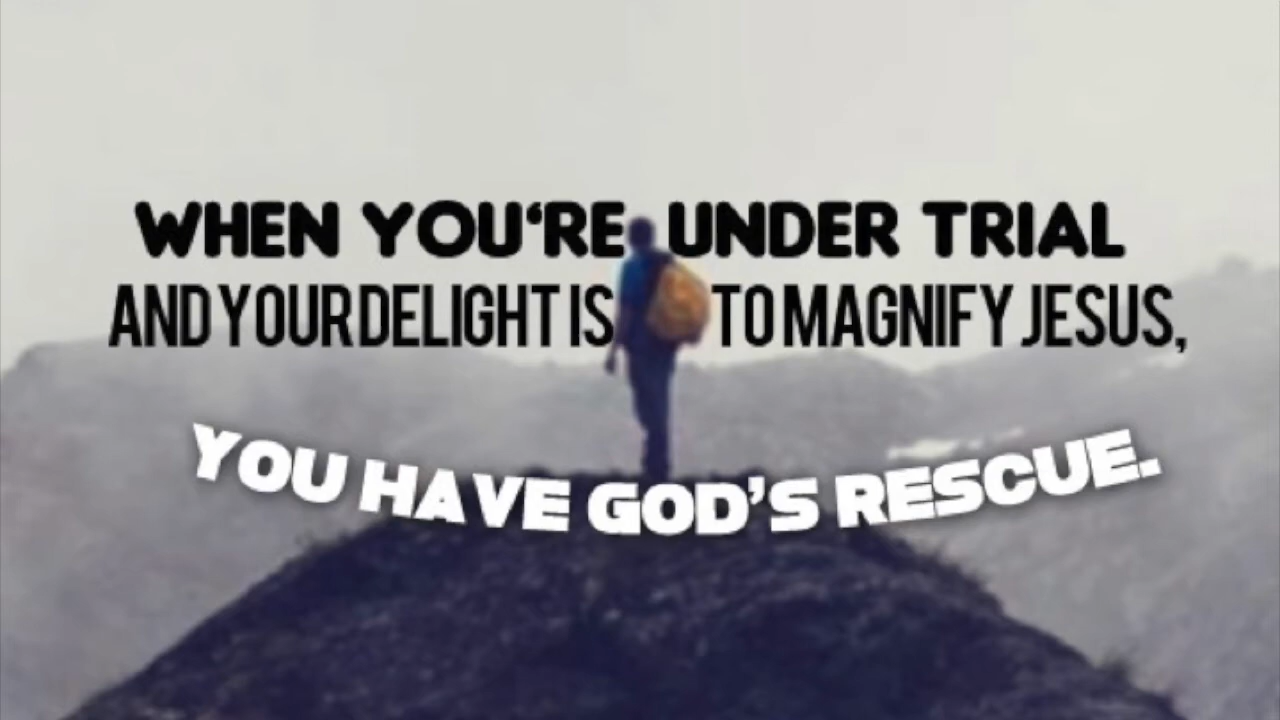 WHEN YOU'RE UNDER TRIAL
AND YOUR DELIGHT IS TO MAGNIFY JESUS,
YOU HAVE GOD'S RESCUE.